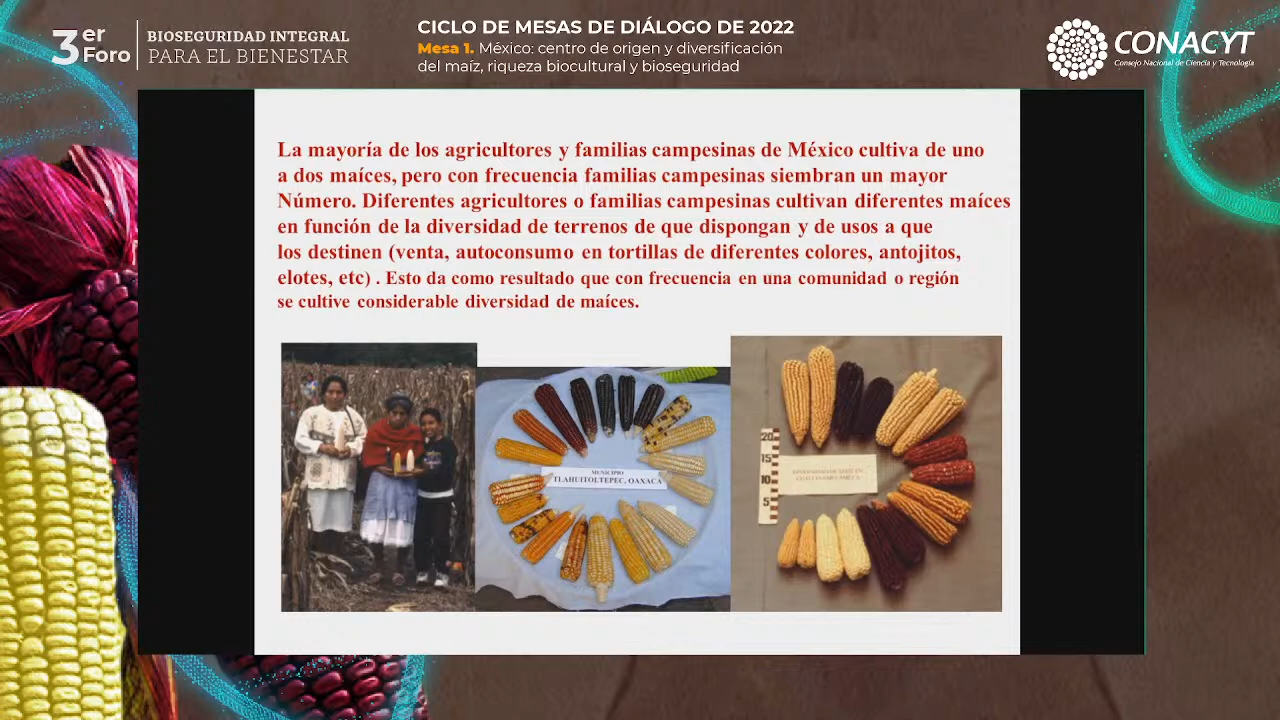 3er Foro
BIOSEGURIDAD INTEGRAL
PARA EL BIENESTAR
CICLO DE MESAS DE DIÁLOGO DE 2022
Mesa 1. México: centro de origen y diversificación
del maíz, riqueza biocultural y bioseguridad
CONACYT
Consejo Nacional de Ciencia y Tecnología
La mayoría de los agricultores y familias campesinas de México cultiva de uno
a dos maíces, pero con frecuencia familias campesinas siembran un mayor
Número. Diferentes agricultores o familias campesinas cultivan diferentes maíces
en función de la diversidad de terrenos de que dispongan y de usos a que
los destinen (venta, autoconsumo en tortillas de diferentes colores, antojitos,
elotes, etc) . Esto da como resultado que con frecuencia en una comunidad o región
se cultive considerable diversidad de maíces.
MUNICIPIO
TLAHUITOLTEPEC, OAXACA
20
15
10
5